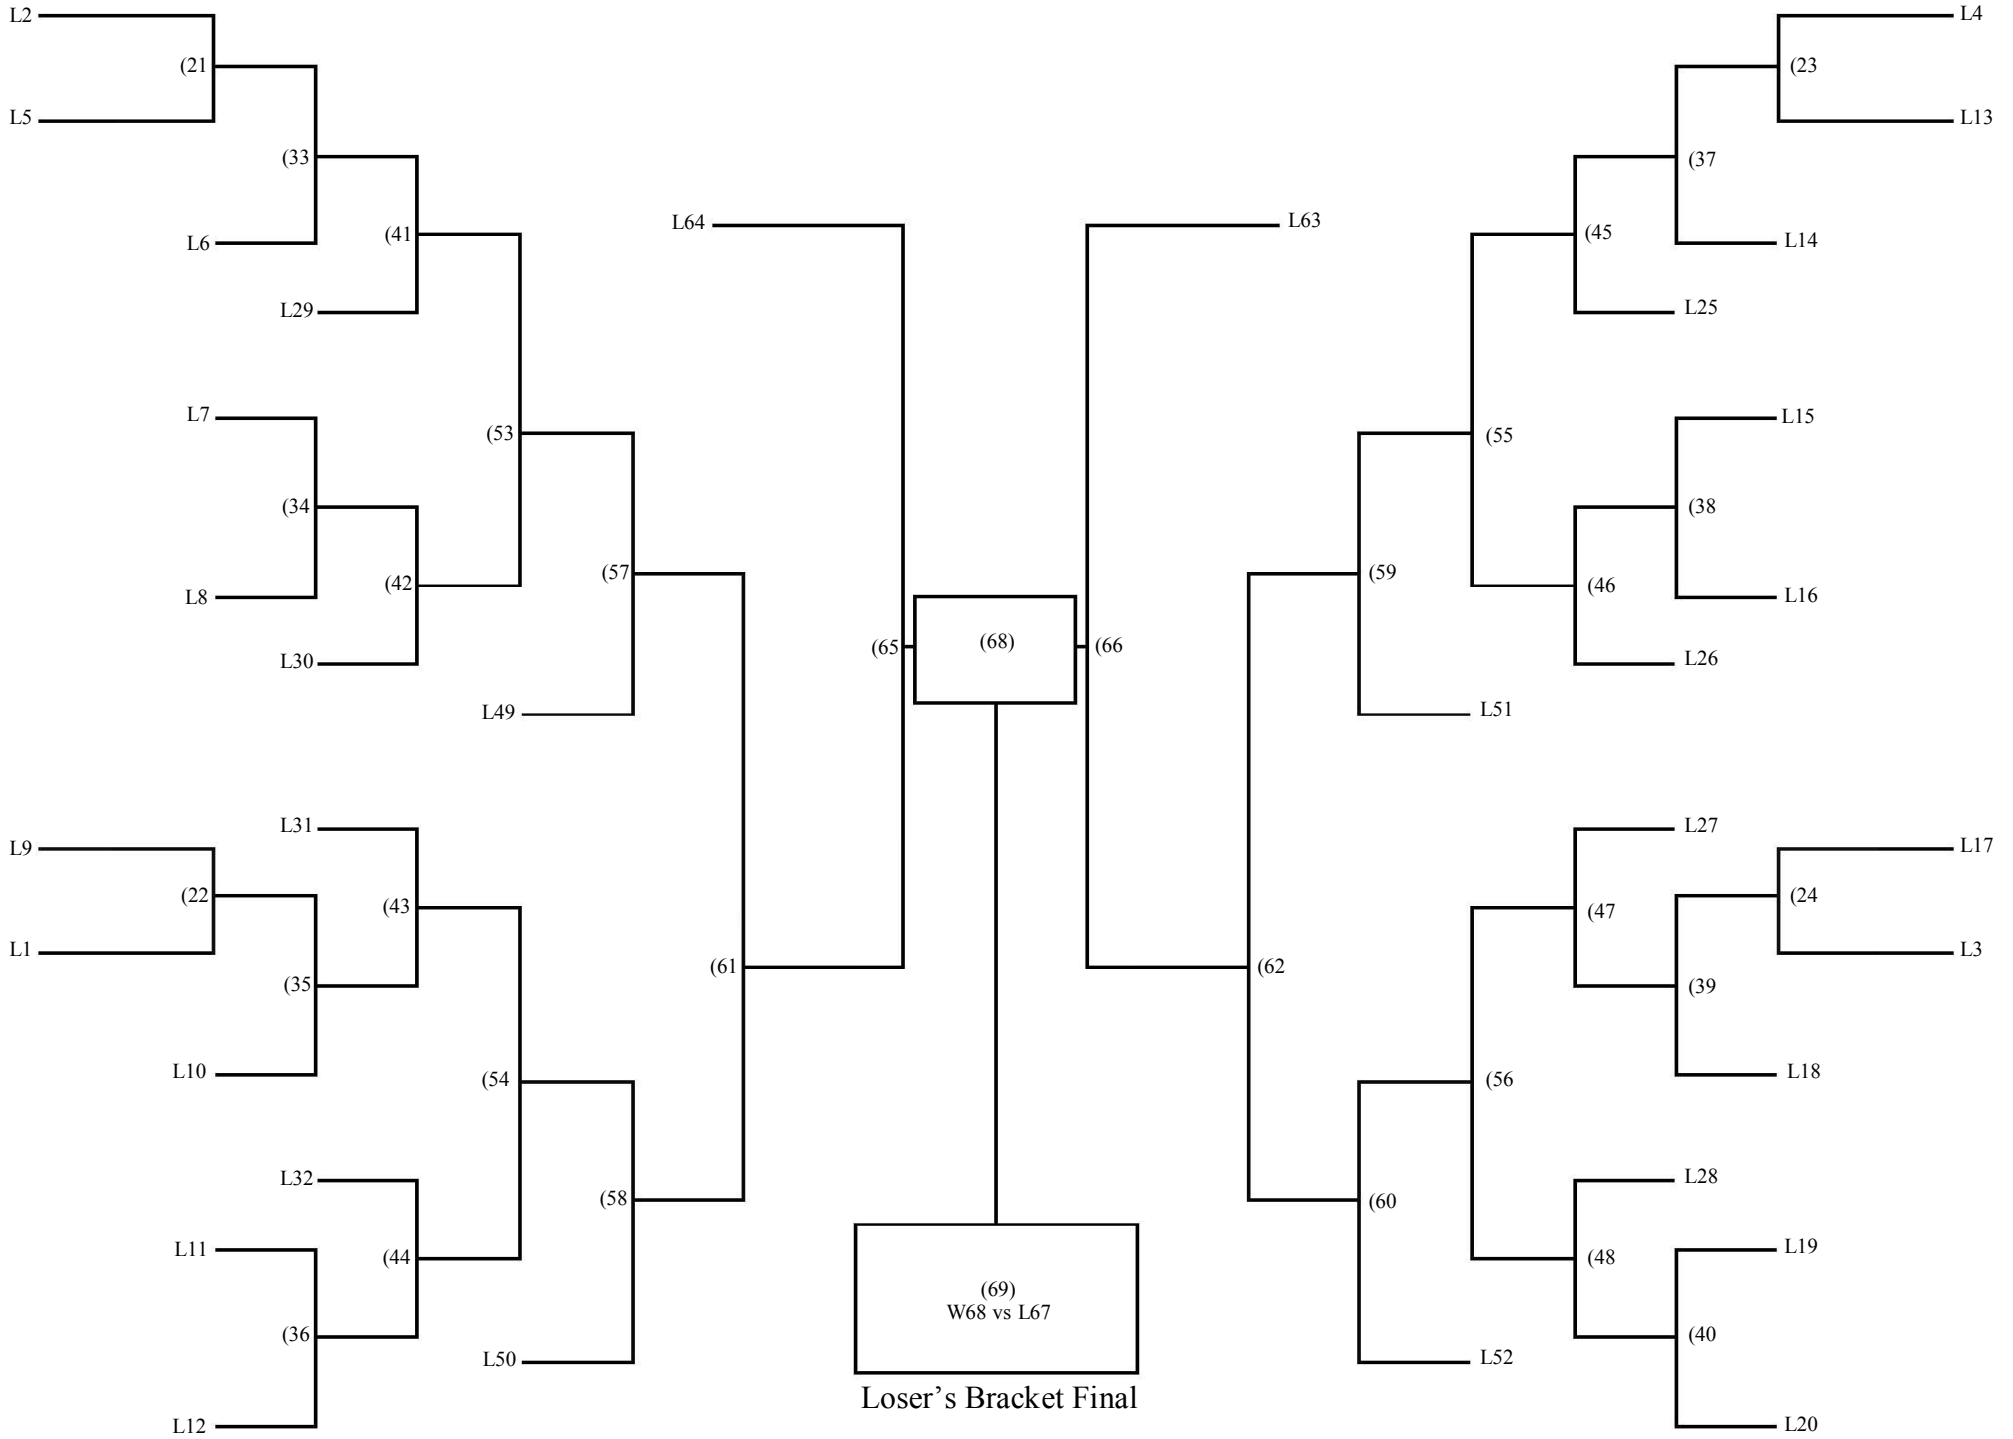 L2
L4
(21
(23
L5
L13
(33
(37
L64
L63
(41
(45
L6
L14
L29
L25
L7
L15
(53
(55
(34
(38
(57
(59
(42
(46
L8
L16
(68)
(65
(66
L30
L26
L49
L51
L31
L27
L9
L17
(22
(24
(43
(47
L1
L3
(61
(62
(35
(39
L10
L18
(54
(56
L32
L28
(58
(60
L11
L19
(44
(48
(69)
W68 vs L67
(36
(40
L50
L52
Loser’s Bracket Final
L12
L20